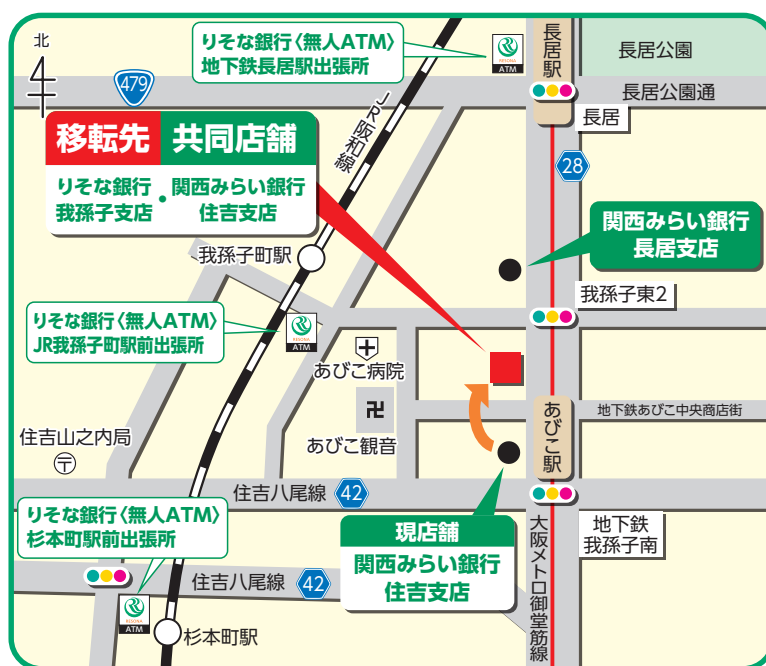 北
479
りそな銀行〈無人ATM〉
地下鉄長居駅出張所
RESONA
ATM
長居駅
長居公園
長居公園通
長居
JR阪和線
28
移転先 共同店舗
りそな銀行
我孫子支店
・
関西みらい銀行
住吉支店
関西みらい銀行
長居支店
我孫子町駅
我孫子東2
りそな銀行〈無人ATM〉
JR我孫子町駅前出張所
RESONA
ATM
あびこ病院
卍
あびこ観音
あびこ駅
地下鉄あびこ中央商店街
住吉山之内局
〒
住吉八尾線 42
りそな銀行〈無人ATM〉
杉本町駅前出張所
現店舗
関西みらい銀行
住吉支店
大阪メトロ御堂筋線
地下鉄
我孫子南
住吉八尾線 42
RESONA
ATM
杉本町駅